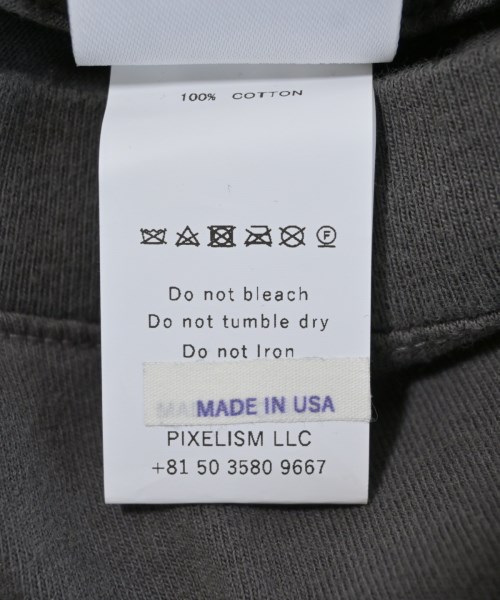 100% COTTON
F
Do not bleach
Do not tumble dry
Do not Iron
MADE IN USA
PIXELISM LLC
+81 50 3580 9667